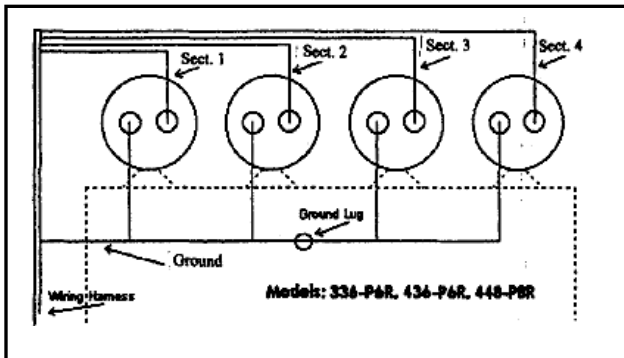 Sect. 1
Sect. 2
Sect. 3
Sect. 4
Ground Lug
Ground
Wiring Harness
Models: 336-P6R, 436-P6R, 448-P8R